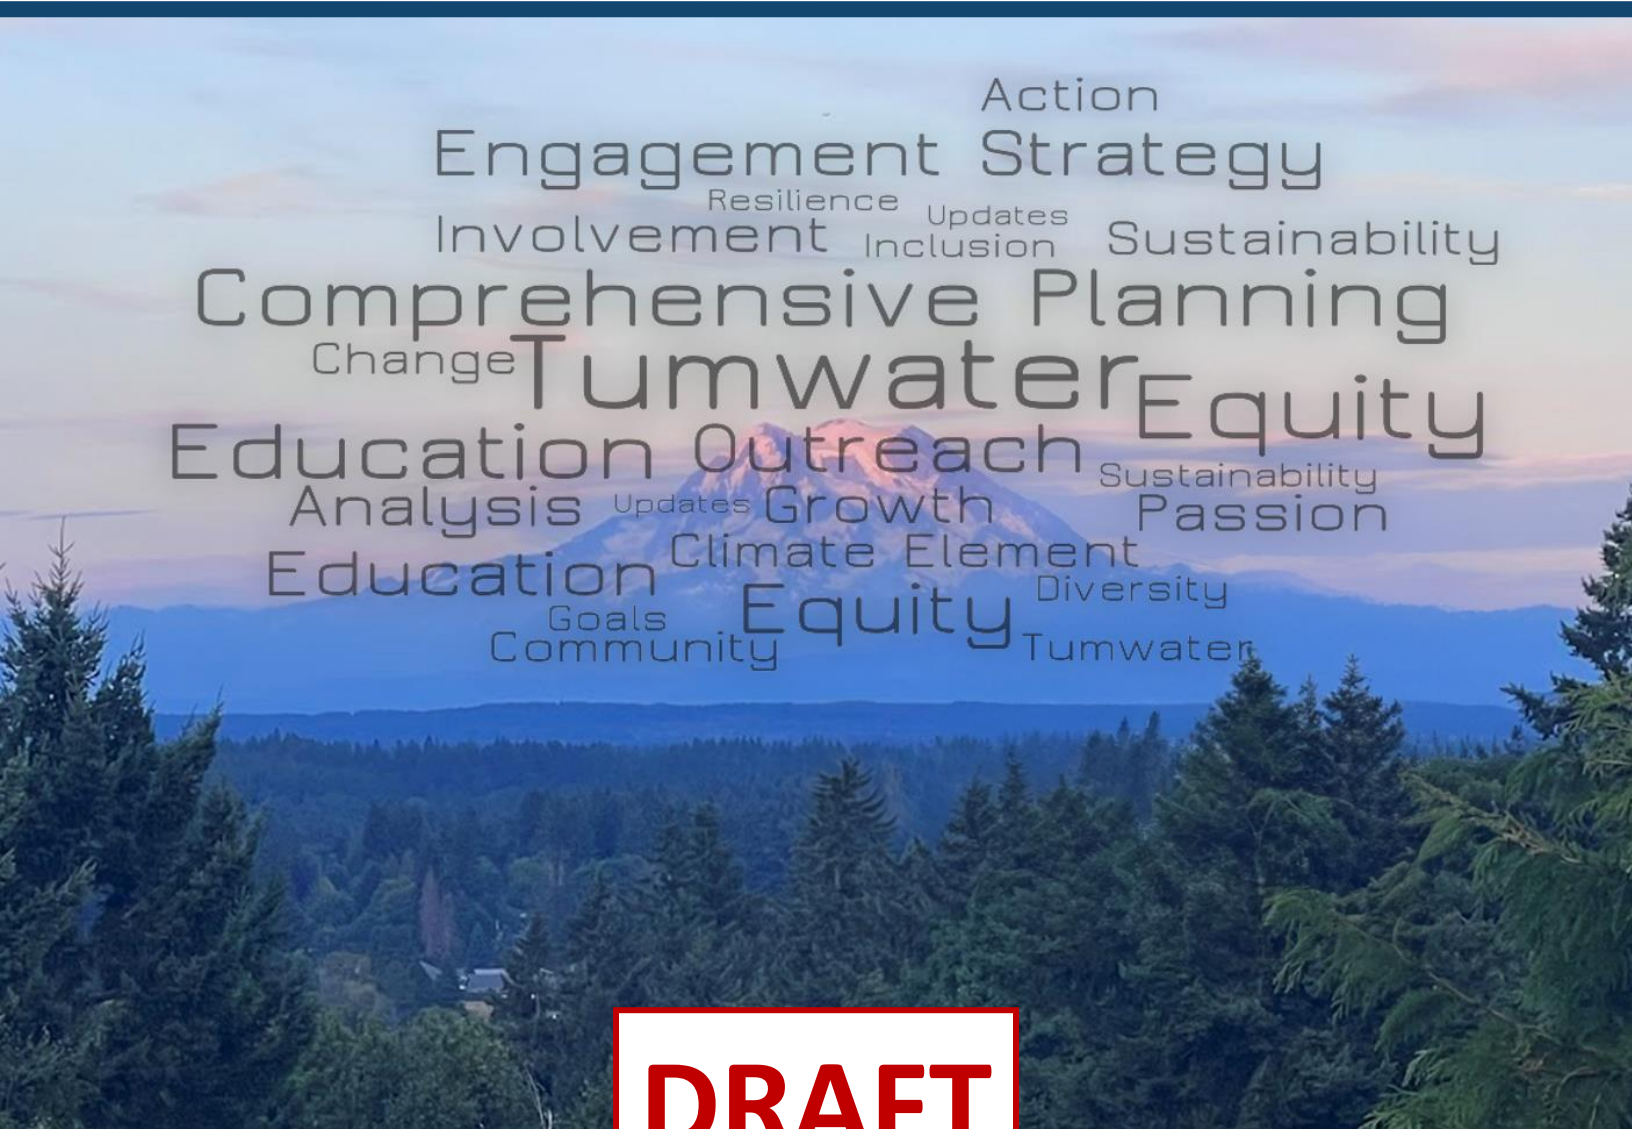 Action
Engagement Strategy
Resilience Updates
Involvement Inclusion Sustainability
Comprehensive Planning
Change Tumwater Equity
Education Outreach Sustainability
Analysis Updates Growth Passion
Climate Element
Education Diversity
Goals Equity
Community Tumwater
DRAFT